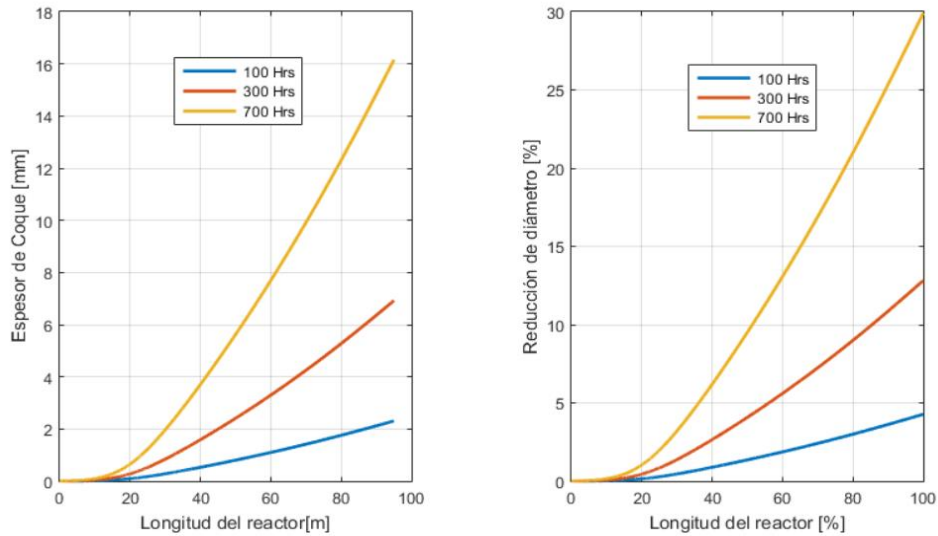 18
16
14
12
10
8
6
4
2
0
Espesor de Coque [mm]
100 Hrs
300 Hrs
700 Hrs
0 20 40 60 80 100
Longitud del reactor[m]
30
25
20
15
10
5
0
Reducción de diámetro [%]
100 Hrs
300 Hrs
700 Hrs
0 20 40 60 80 100
Longitud del reactor [%]